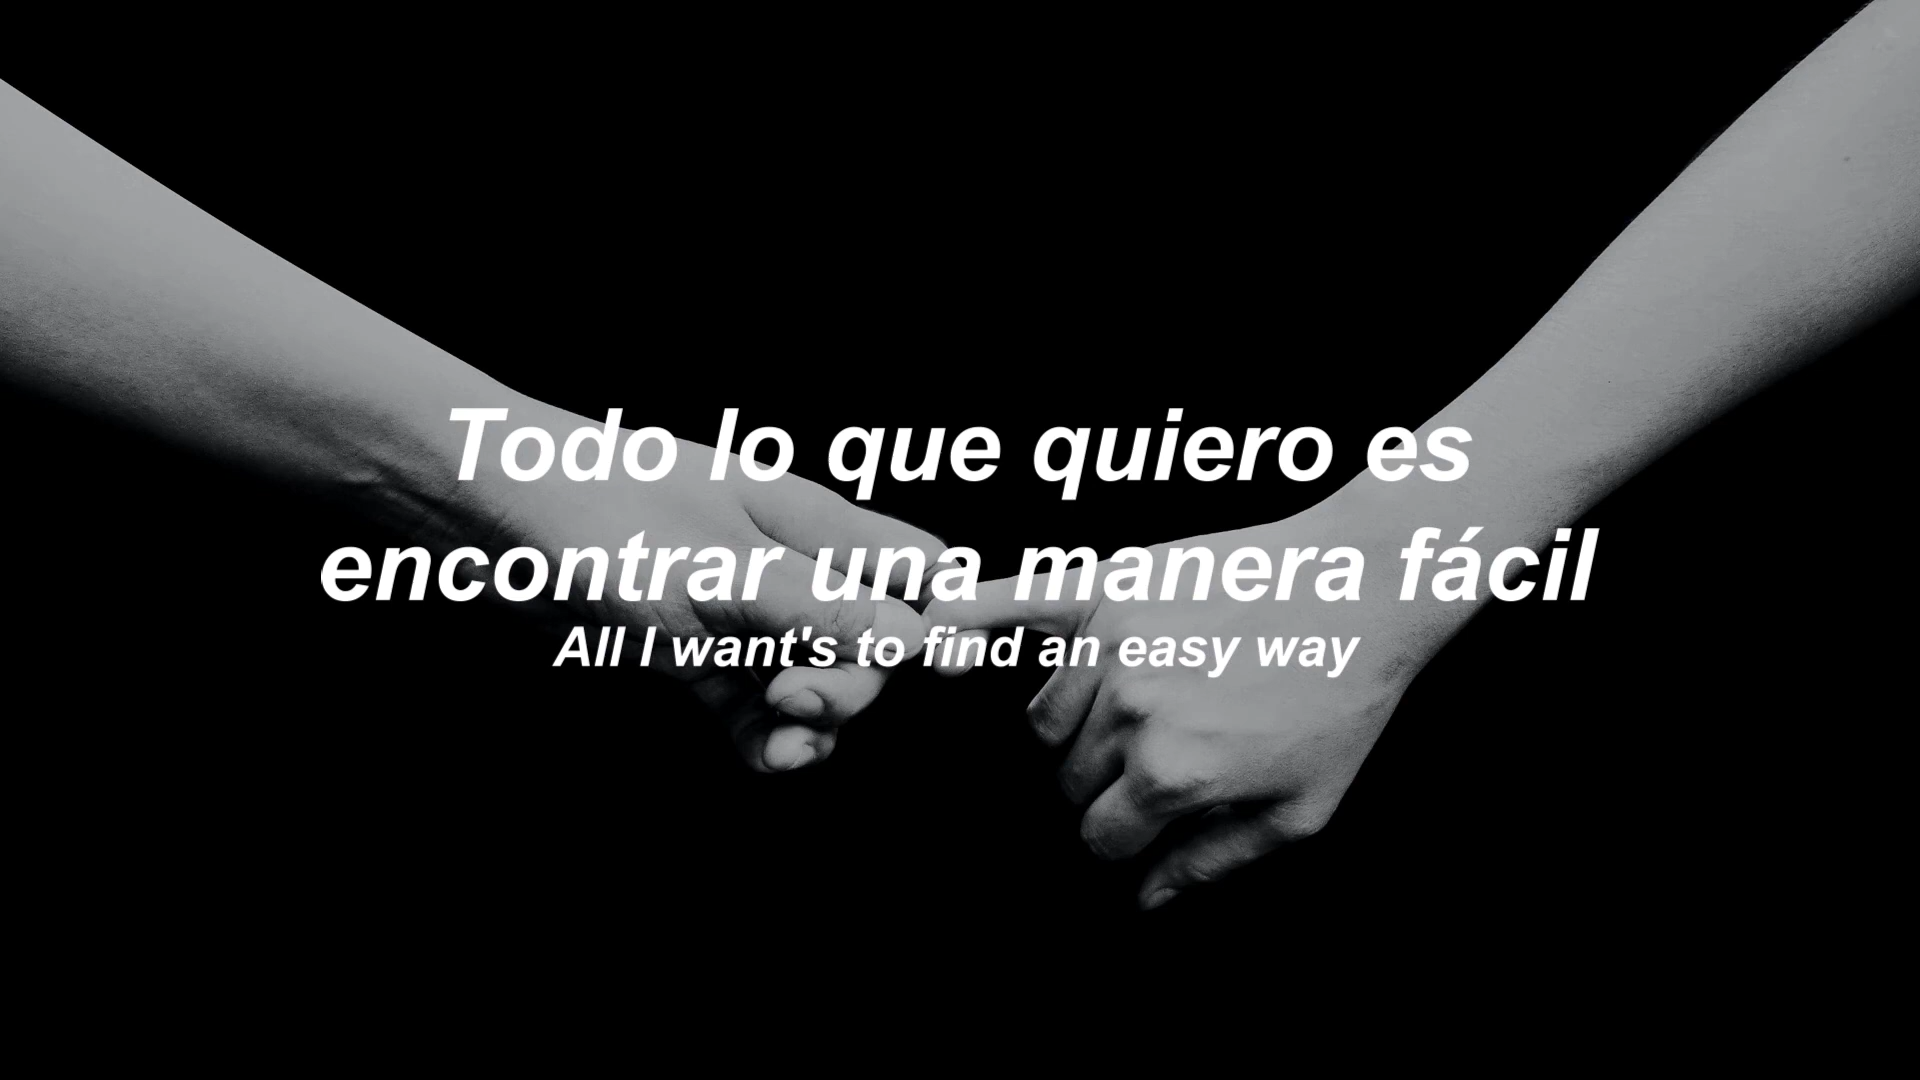 Todo lo que quiero es
encontrar una manera fácil
All I want's to find an easy way